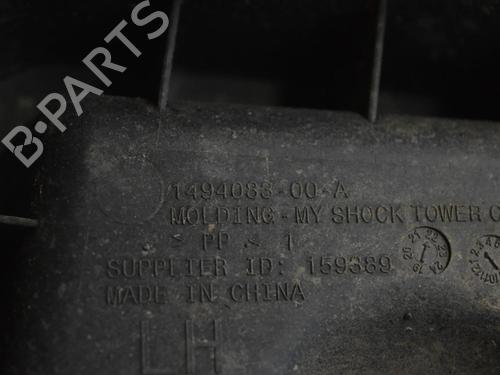 B-PARTS
1494083-00-A
MOLDING - MY SHOCK TOWER C
> PP < 1
SUPPLIER ID: 159389
MADE IN CHINA
LH